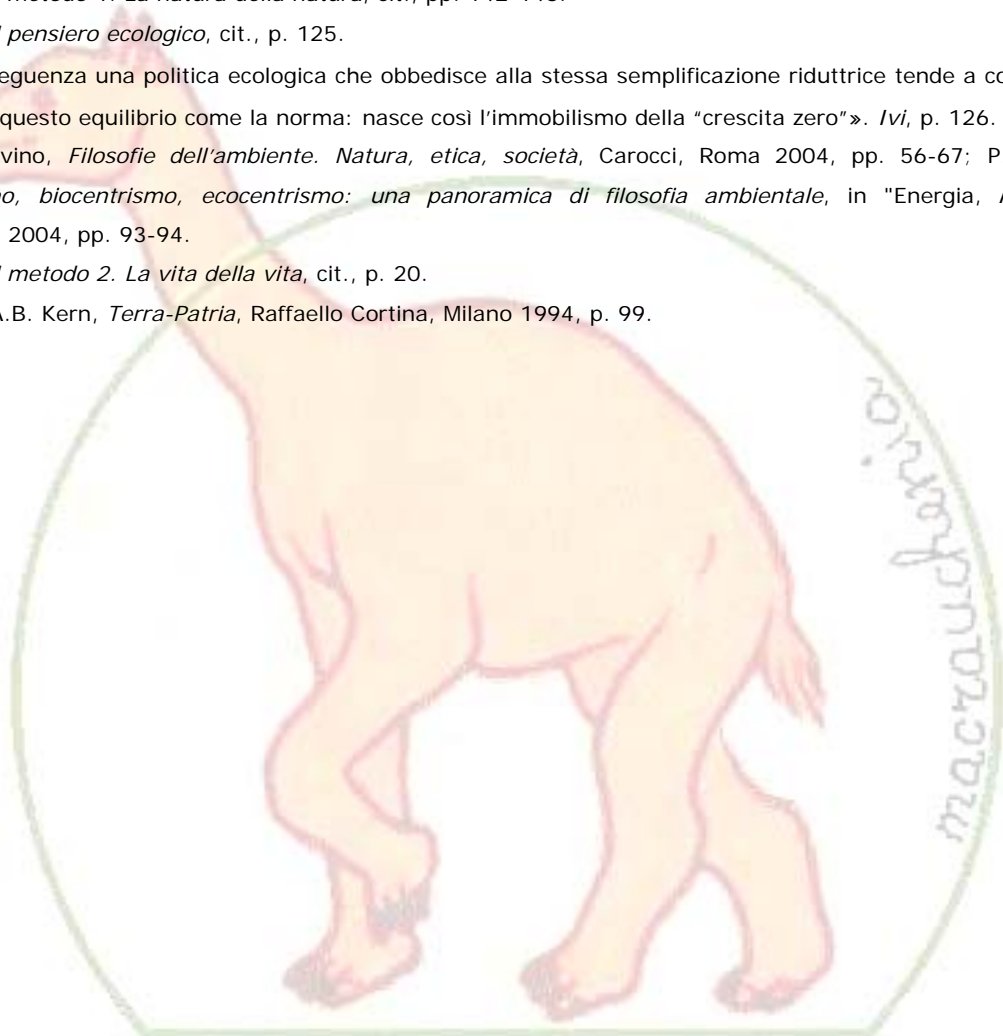 metodo 1. La natura della natura, cit., pp. 142-143.
l pensiero ecologico, cit., p. 125.
eguenza una politica ecologica che obbedisce alla stessa semplificazione riduttrice tende a co
questo equilibrio come la norma: nasce così l'immobilismo della “crescita zero”». Ivi, p. 126.
vino, Filosofie dell'ambiente. Natura, etica, società, Carocci, Roma 2004, pp. 56-67; P
o, biocentrismo, ecocentrismo: una panoramica di filosofia ambientale, in "Energia, A
2004, pp. 93-94.
l metodo 2. La vita della vita, cit., p. 20.
A.B. Kern, Terra-Patria, Raffaello Cortina, Milano 1994, p. 99.
macrauchenia